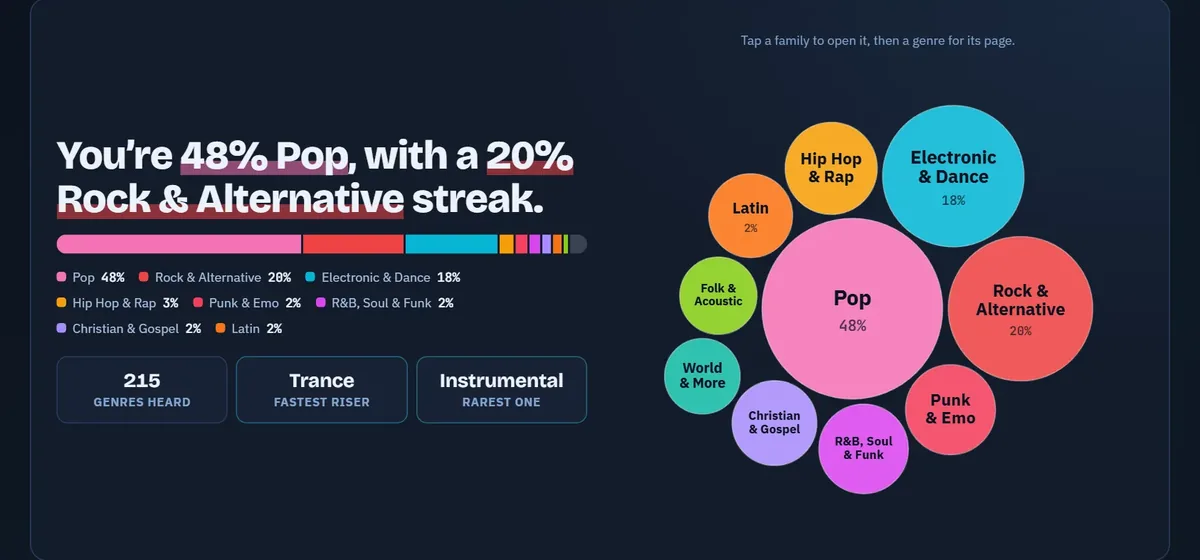 Tap a family to open it, then a genre for its page.
You’re 48% Pop, with a 20%
Rock & Alternative streak.
Pop 48% Rock & Alternative 20% Electronic & Dance 18%
Hip Hop & Rap 3% Punk & Emo 2% R&B, Soul & Funk 2%
Christian & Gospel 2% Latin 2%
215
GENRES HEARD
Trance
FASTEST RISER
Instrumental
RAREST ONE
Hip Hop
& Rap
Electronic
& Dance
18%
Latin
2%
Folk &
Acoustic
Pop
48%
Rock &
Alternative
20%
World
& More
Christian
& Gospel
R&B, Soul
& Funk
Punk
& Emo